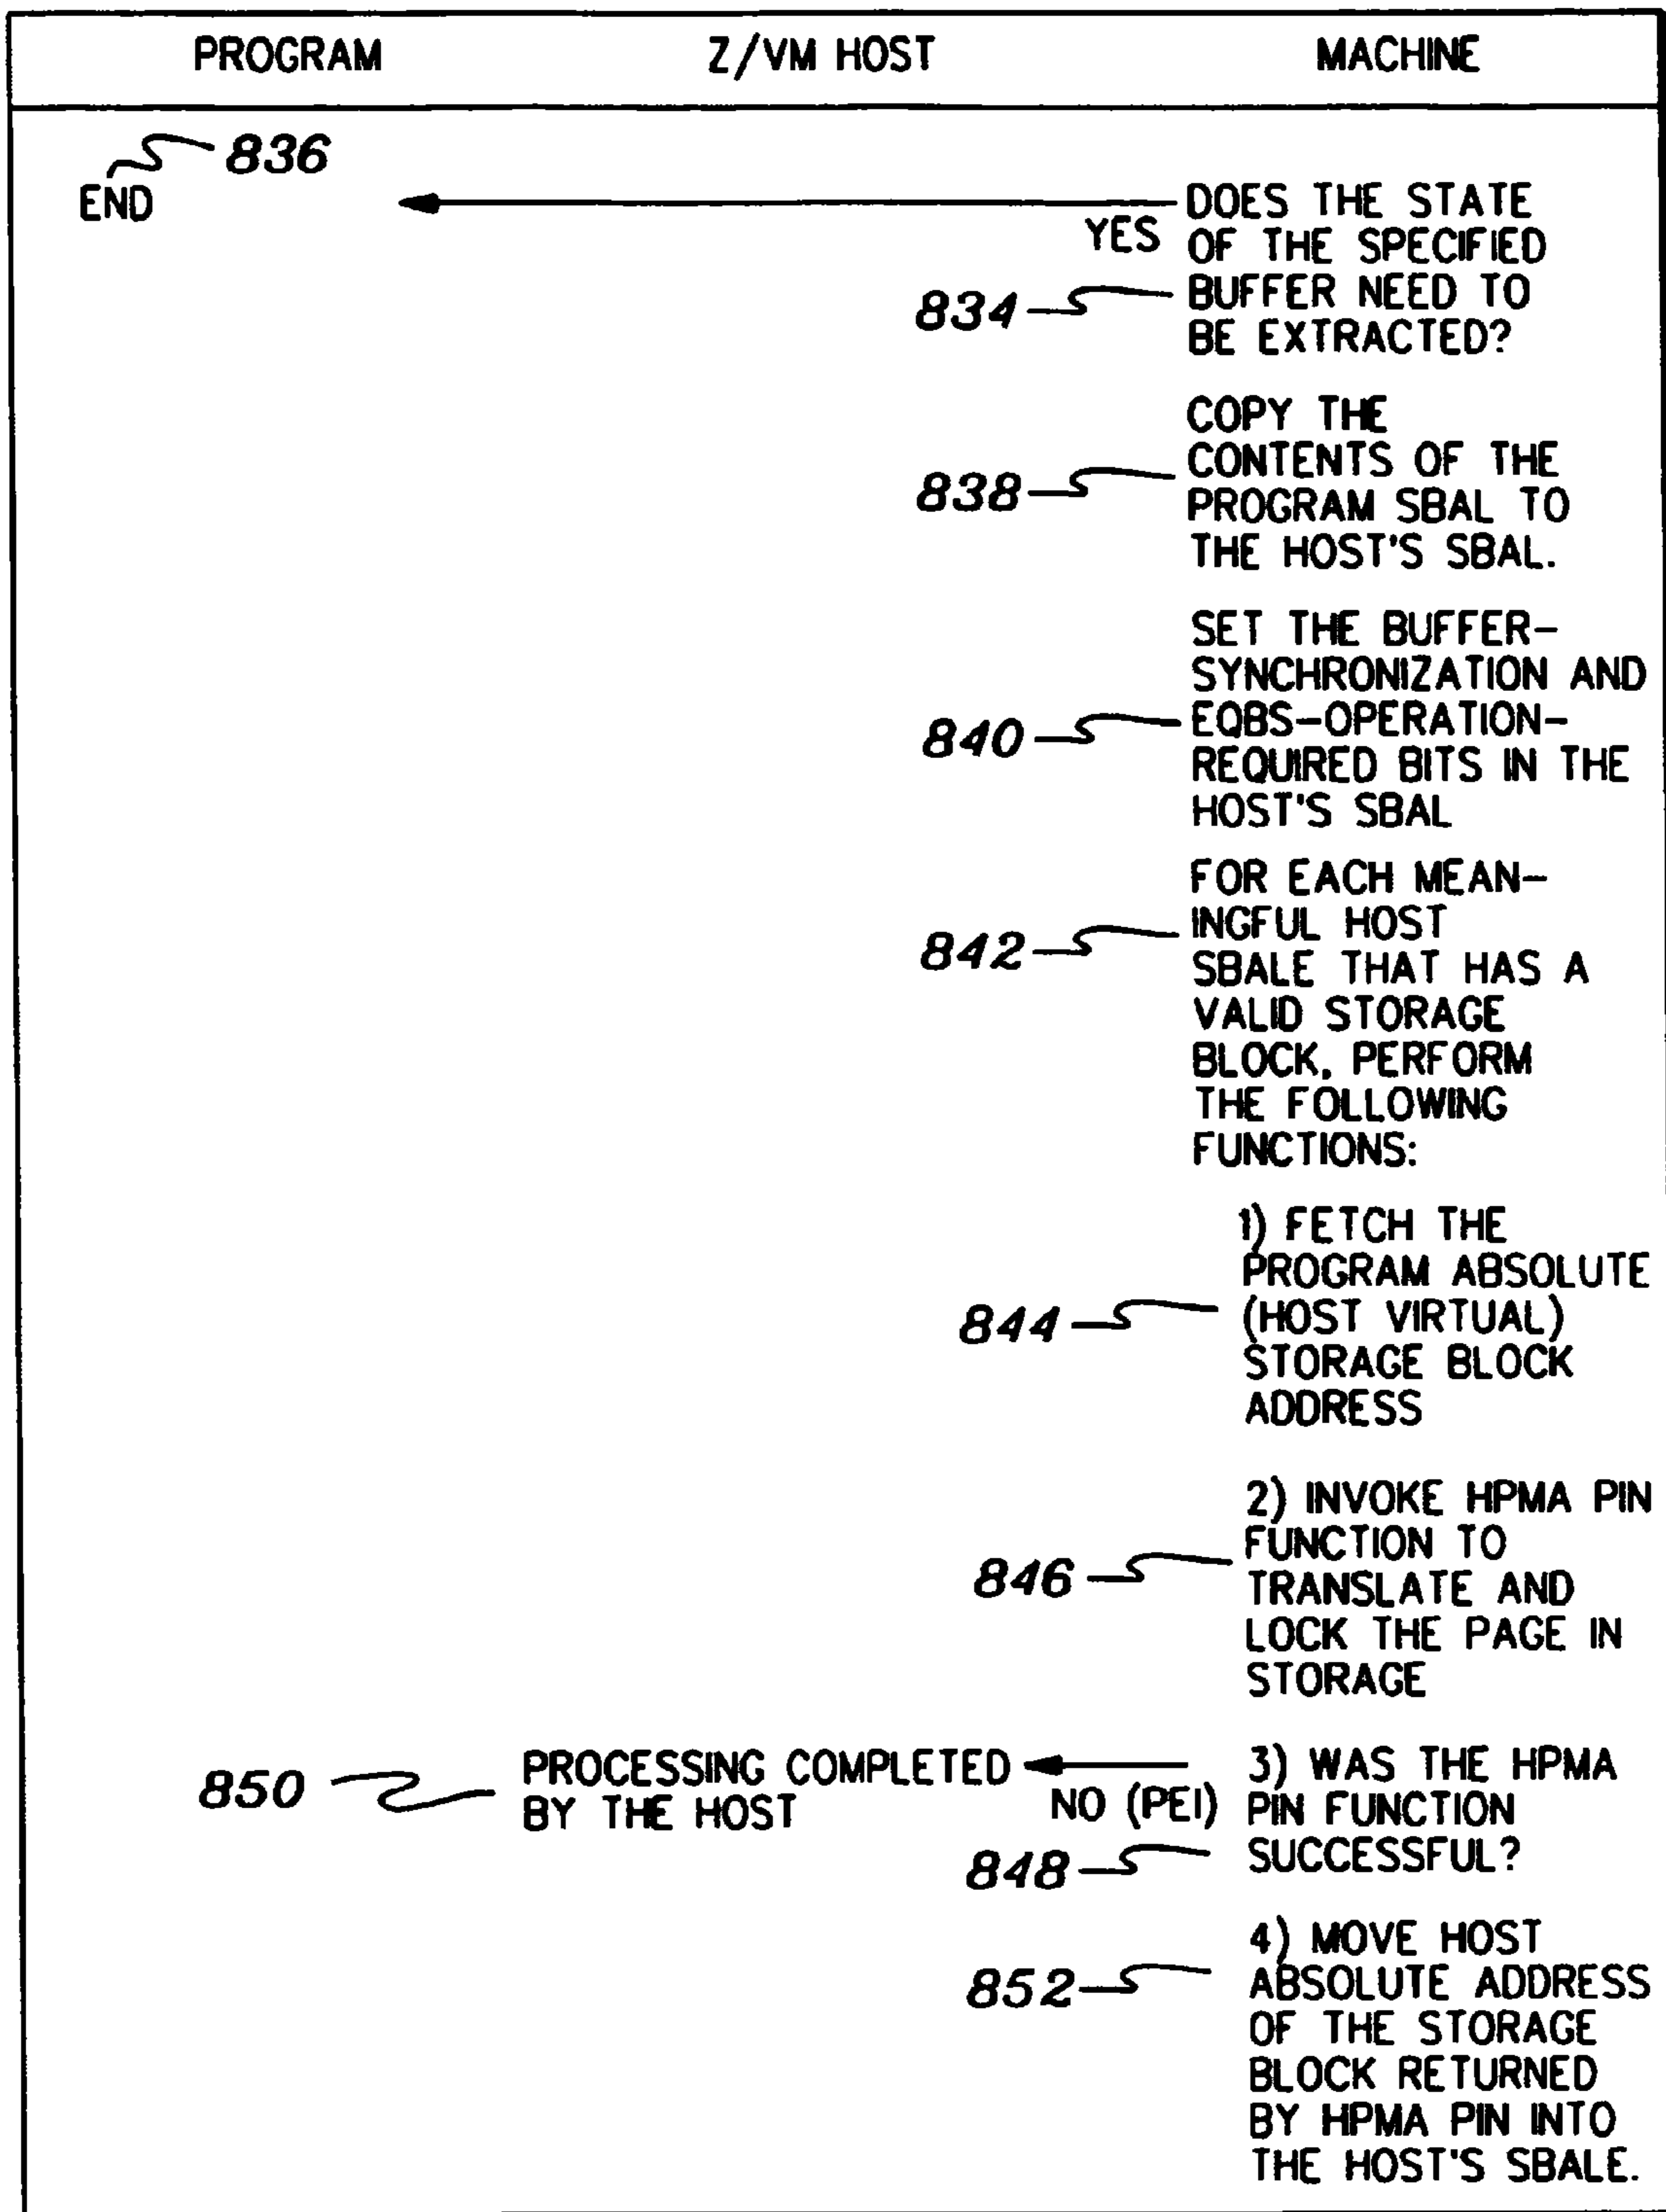 PROGRAM Z/VM HOST MACHINE
836
END
DOES THE STATE
YES OF THE SPECIFIED
834 BUFFER NEED TO
BE EXTRACTED?
COPY THE
CONTENTS OF THE
838 PROGRAM SBAL TO
THE HOST'S SBAL.
SET THE BUFFER-
SYNCHRONIZATION AND
840 EQBS-OPERATION-
REQUIRED BITS IN THE
HOST'S SBAL
FOR EACH MEAN-
842 INGFUL HOST
SBALE THAT HAS A
VALID STORAGE
BLOCK, PERFORM
THE FOLLOWING
FUNCTIONS:
1) FETCH THE
PROGRAM ABSOLUTE
844 (HOST VIRTUAL)
STORAGE BLOCK
ADDRESS
2) INVOKE HPMA PIN
FUNCTION TO
846 TRANSLATE AND
LOCK THE PAGE IN
STORAGE
850 PROCESSING COMPLETED 3) WAS THE HPMA
BY THE HOST NO (PEI) PIN FUNCTION
848 SUCCESSFUL?
4) MOVE HOST
852 ABSOLUTE ADDRESS
OF THE STORAGE
BLOCK RETURNED
BY HPMA PIN INTO
THE HOST'S SBALE.